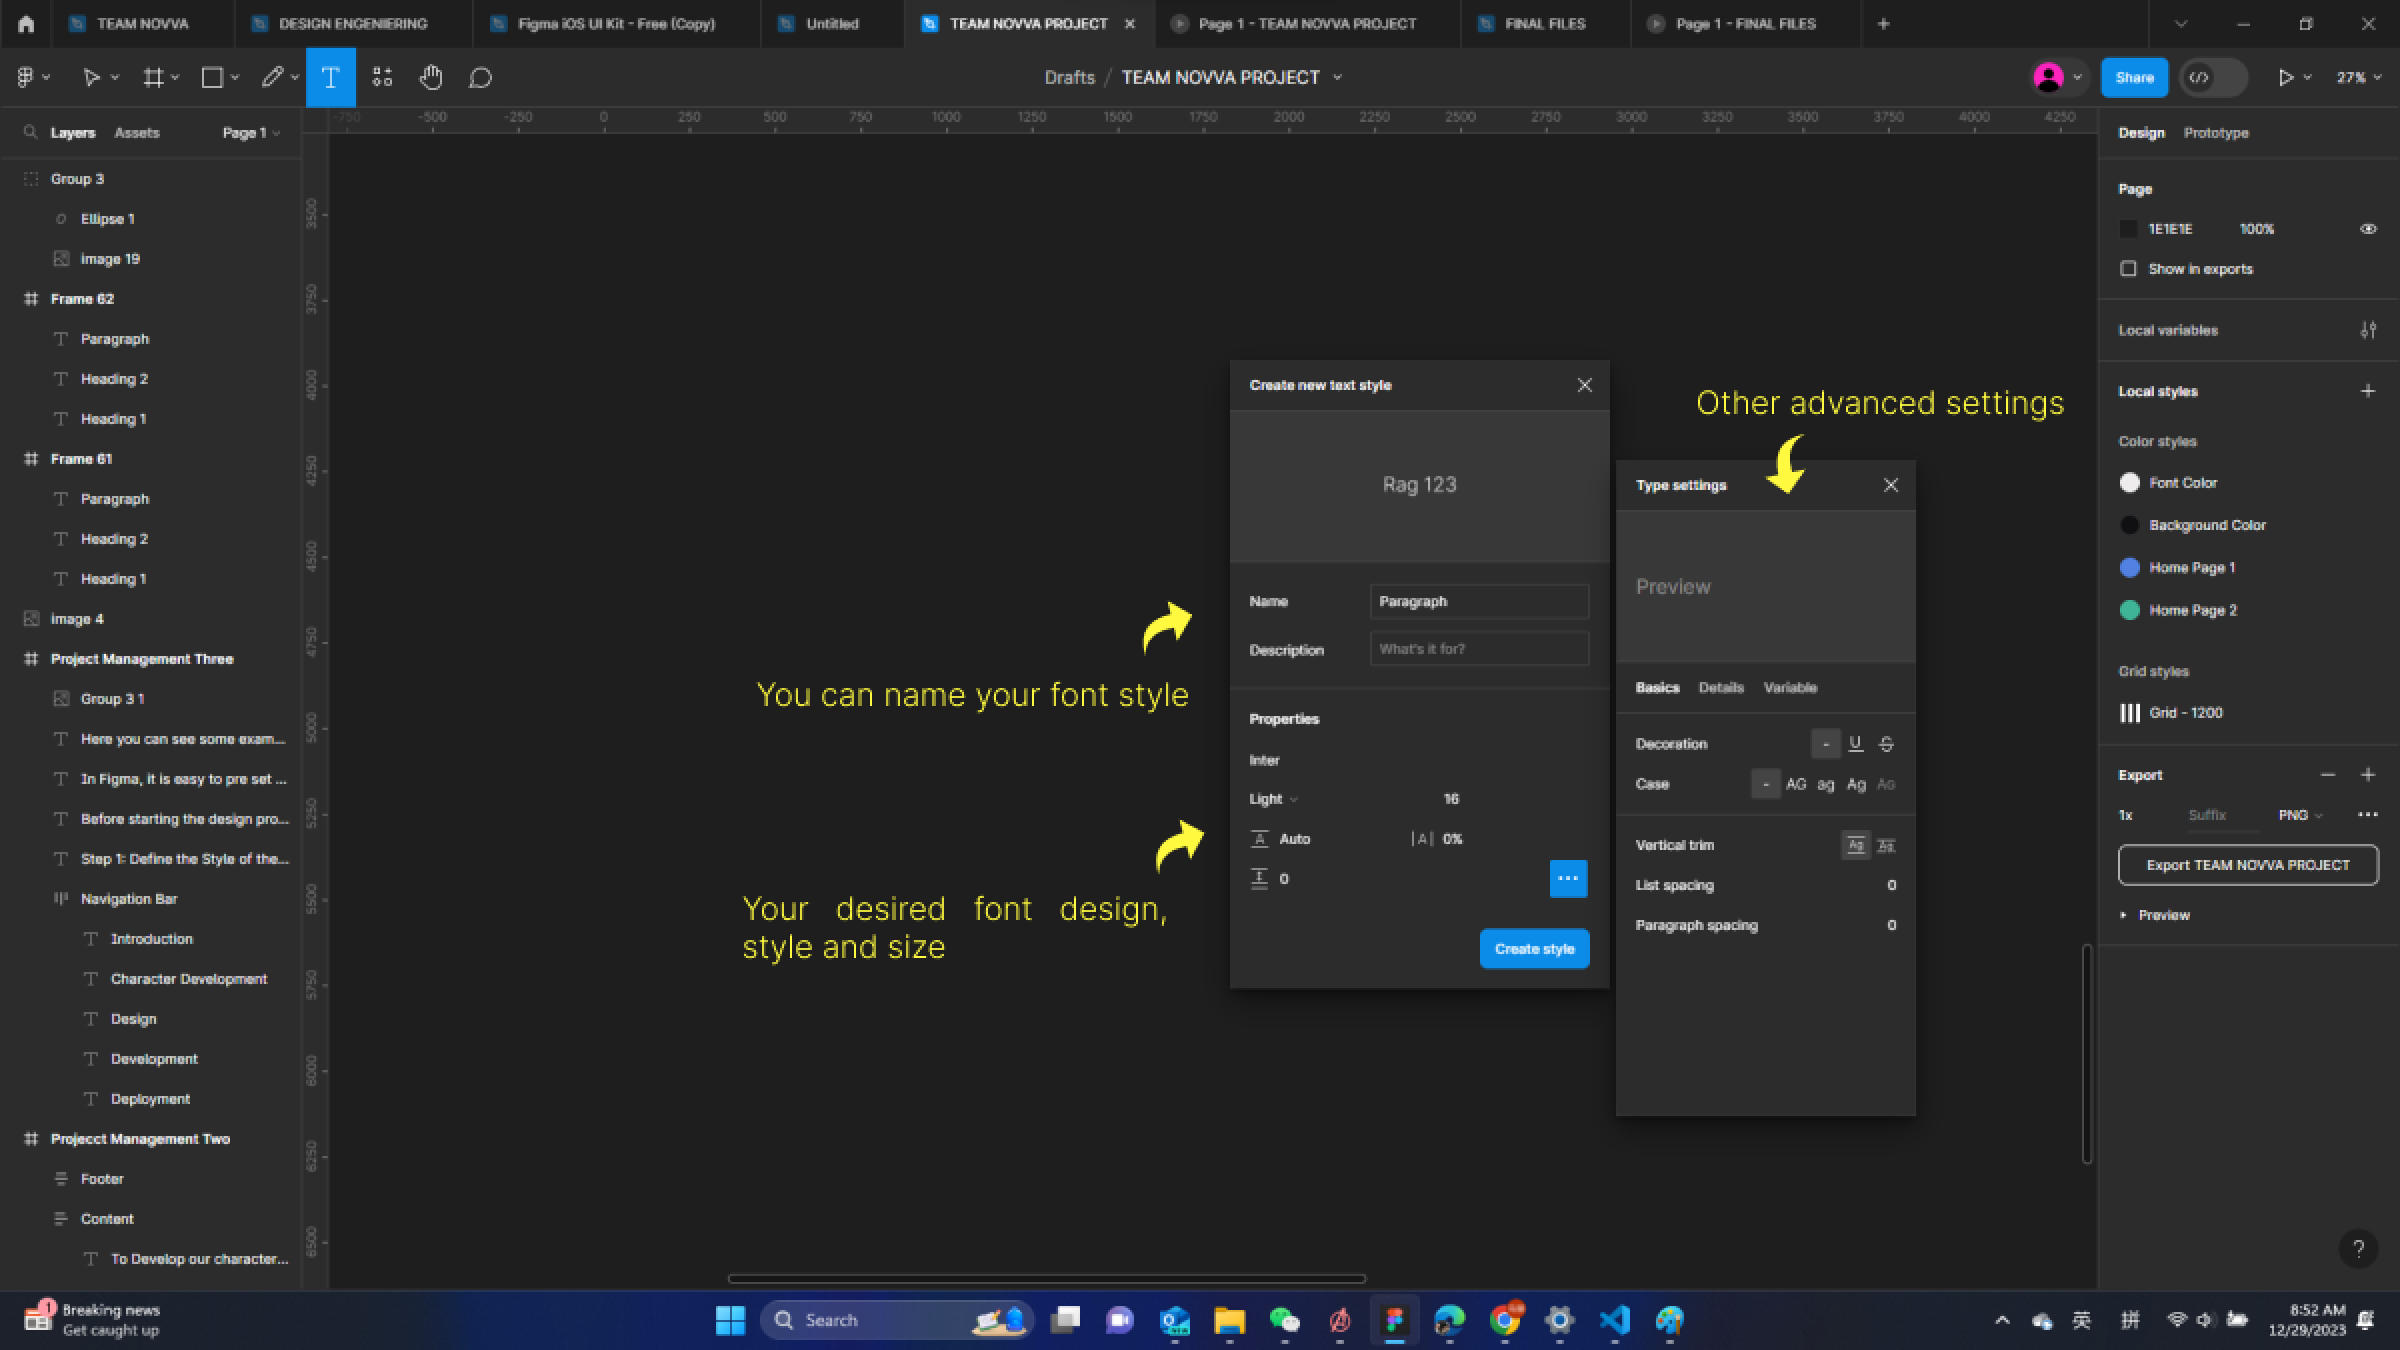 TEAM NOVVA
DESIGN ENGENIERING
Figma iOS UI Kit - Free (Copy)
Untitled
TEAM NOVVA PROJECT
Page 1 - TEAM NOVVA PROJECT
FINAL FILES
Page 1 - FINAL FILES
Drafts / TEAM NOVVA PROJECT
Share
27%
-750 -500 -250 0 250 500 750 1000 1250 1500 1750 2000 2250 2500 2750 3000 3250 3500 3750 4000 4250
Layers Assets Page 1
Group 3
Ellipse 1
image 19
Frame 62
Paragraph
Heading 2
Heading 1
Frame 61
Paragraph
Heading 2
Heading 1
image 4
Project Management Three
Group 3 1
Here you can see some exam...
In Figma, it is easy to pre set ...
Before starting the design pro...
Step 1: Define the Style of the...
Navigation Bar
Introduction
Character Development
Design
Development
Deployment
Projecct Management Two
Footer
Content
To Develop our character...
3500
3750
4000
4250
4500
4750
5000
5250
5500
5750
6000
6250
6500
You can name your font style
Your desired font design,
style and size
Create new text style
Rag 123
Name Paragraph
Description What's it for?
Properties
Inter
Light 16
A Auto |A| 0%
0
Create style
Other advanced settings
Type settings
Preview
Basics Details Variable
Decoration - U S
Case - AG ag Ag AG
Vertical trim Ag Ag
List spacing 0
Paragraph spacing 0
Design Prototype
Page
1E1E1E 100%
Show in exports
Local variables
Local styles
Color styles
Font Color
Background Color
Home Page 1
Home Page 2
Grid styles
Grid - 1200
Export
1x Suffix PNG
Export TEAM NOVVA PROJECT
Preview
?
1
Breaking news
Get caught up
Search
英 拼
8:52 AM
12/29/2023